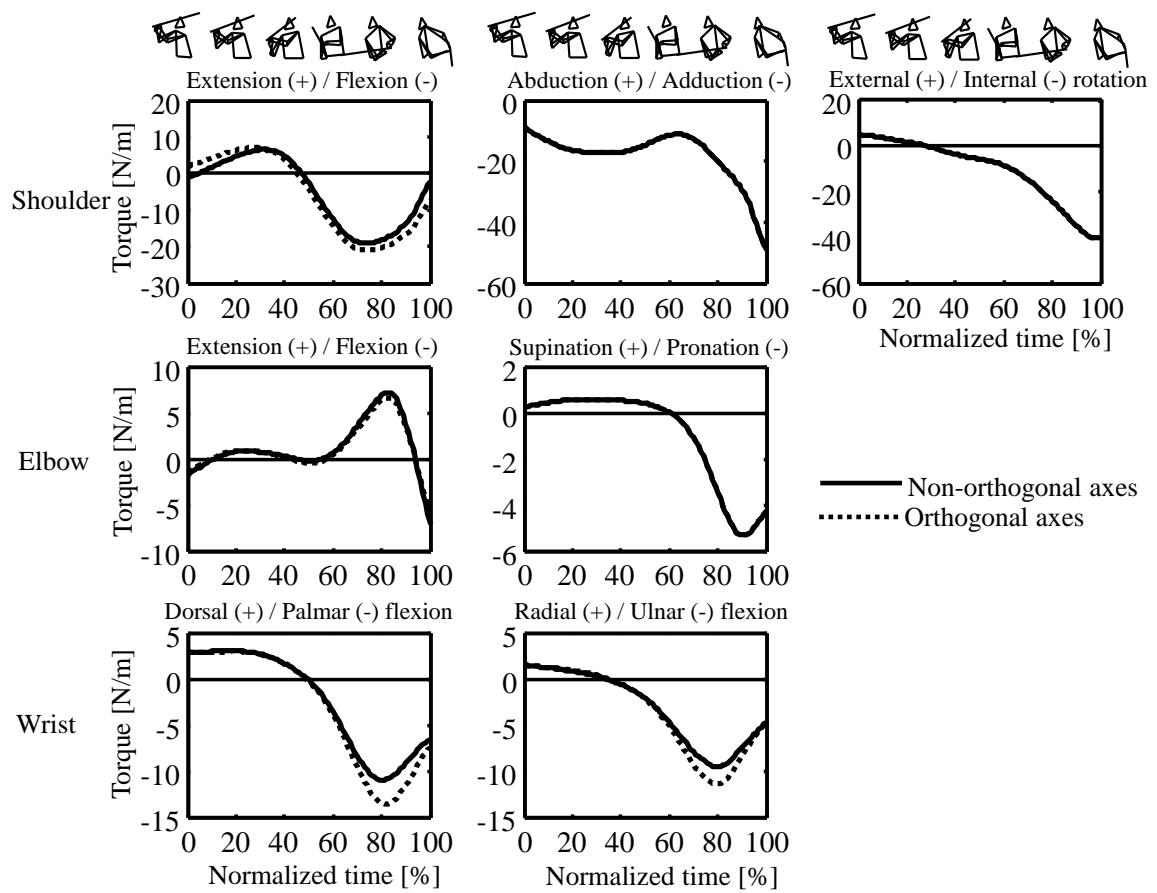 Extension (+) / Flexion (-)
Abduction (+) / Adduction (-)
External (+) / Internal (-) rotation
Shoulder
Torque [N/m]
20
10
0
-10
-20
-30
0 20 40 60 80 100
0
-20
-40
-60
0 20 40 60 80 100
20
0
-20
-40
-60
0 20 40 60 80 100
Normalized time [%]
Extension (+) / Flexion (-)
Supination (+) / Pronation (-)
Elbow
Torque [N/m]
10
5
0
-5
-10
0 20 40 60 80 100
2
0
-2
-4
-6
0 20 40 60 80 100
Non-orthogonal axes
Orthogonal axes
Dorsal (+) / Palmar (-) flexion
Radial (+) / Ulnar (-) flexion
Wrist
Torque [N/m]
5
0
-5
-10
-15
0 20 40 60 80 100
Normalized time [%]
5
0
-5
-10
-15
0 20 40 60 80 100
Normalized time [%]